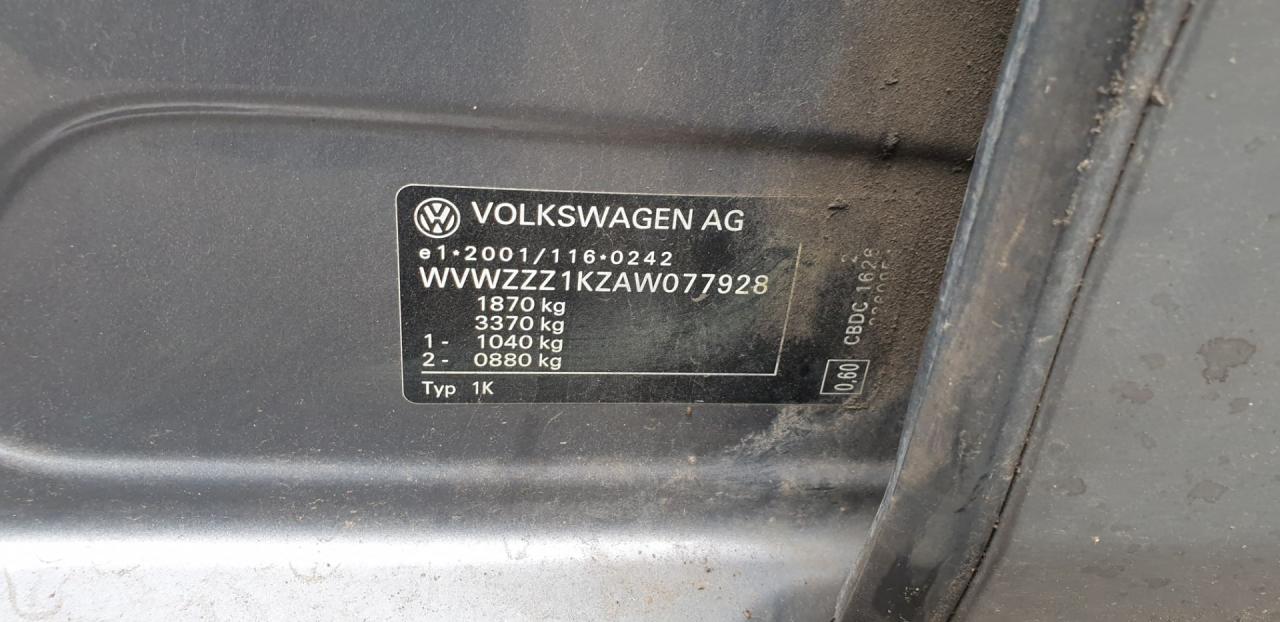 VOLKSWAGEN AG
e1*2001/116*0242
WVWZZZ1KZAW077928
1870 kg
3370 kg
1 - 1040 kg
2 - 0880 kg
Typ 1K
0,60
CBDC 1628